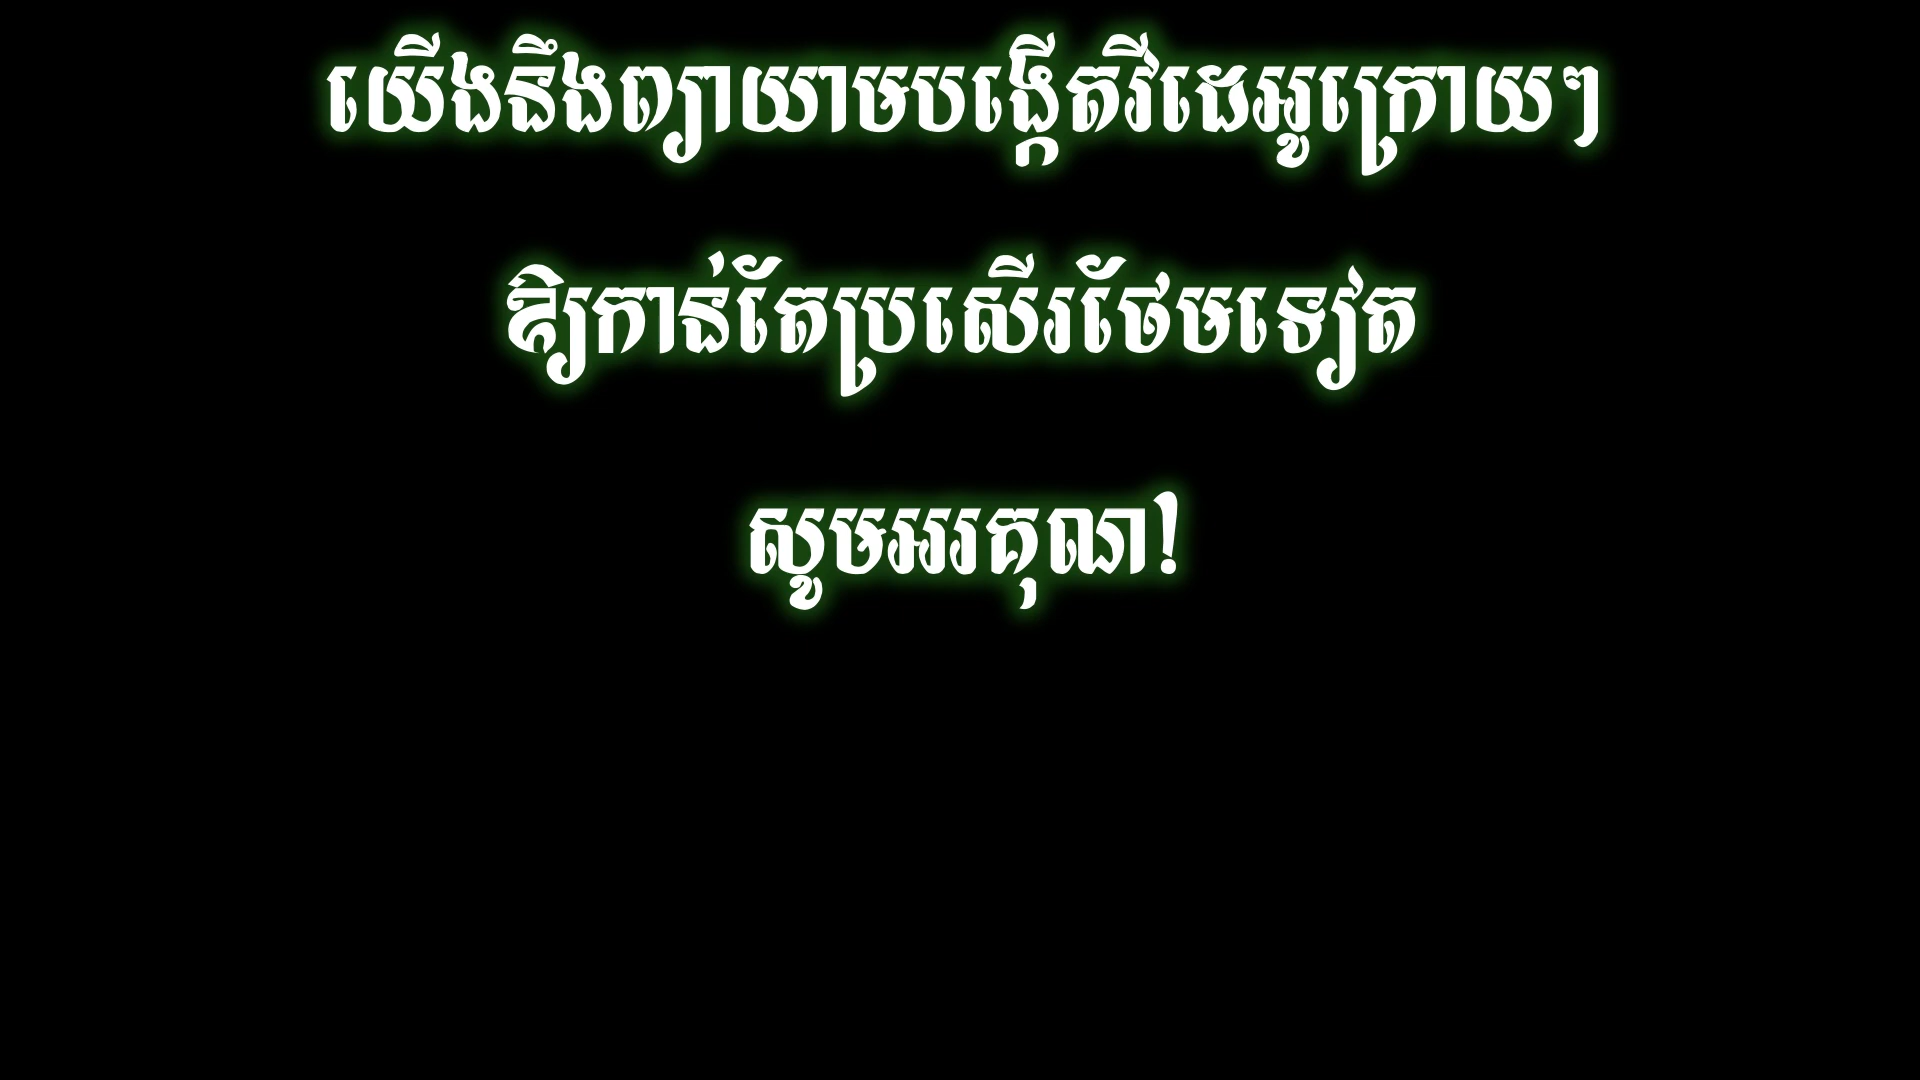 យើងនឹងព្យាយាមបង្កើតវីដេអូក្រោយៗ
ឱ្យកាន់តែប្រសើរថែមទៀត
សូមអរគុណ!